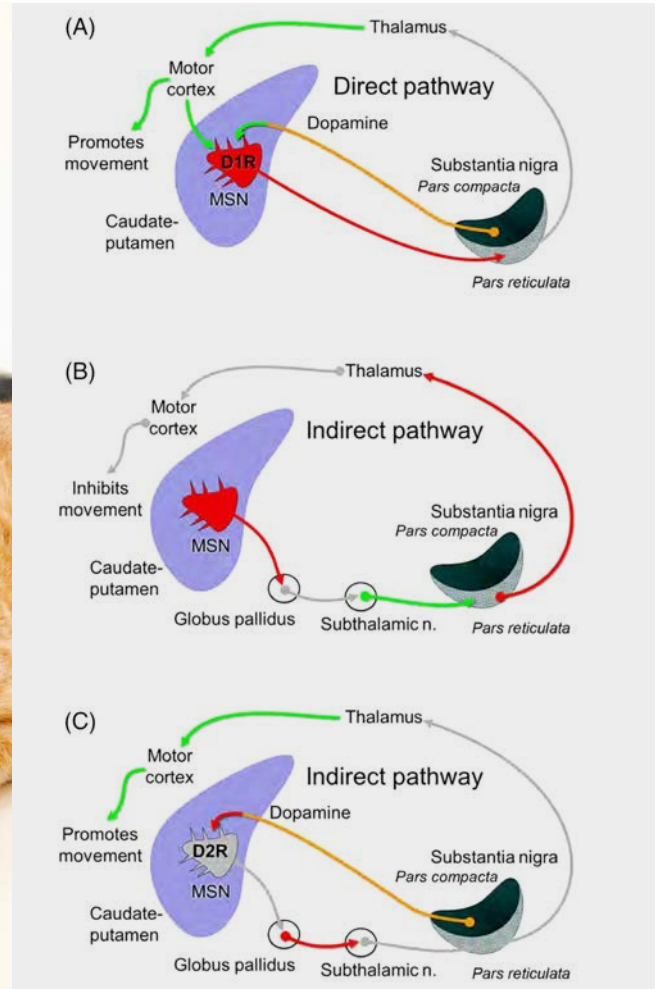 (A)
Thalamus
Motor
cortex
Direct pathway
Dopamine
Promotes
movement
D1R
MSN
Substantia nigra
Pars compacta
Caudate-
putamen
Pars reticulata
(B)
Thalamus
Motor
cortex
Indirect pathway
Inhibits
movement
MSN
Substantia nigra
Pars compacta
Caudate-
putamen
Globus pallidus
Subthalamic n.
Pars reticulata
(C)
Thalamus
Motor
cortex
Indirect pathway
Dopamine
Promotes
movement
D2R
MSN
Substantia nigra
Pars compacta
Caudate-
putamen
Globus pallidus
Subthalamic n.
Pars reticulata